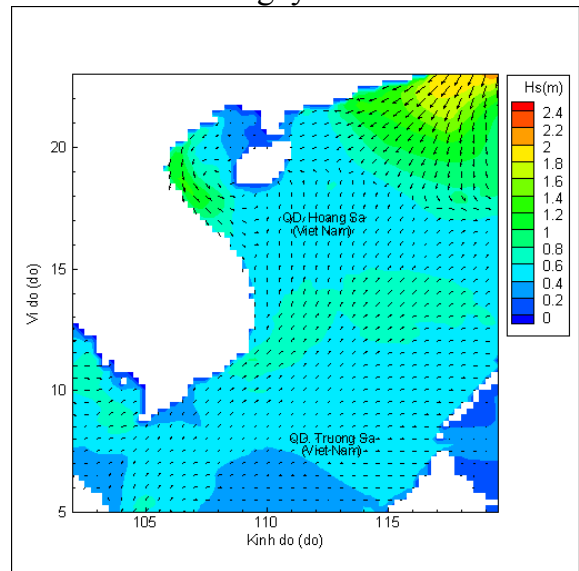 Hs(m)
2.4
2.2
2
1.8
1.6
1.4
1.2
1
0.8
0.6
0.4
0.2
0
20
15
10
5
Vi do (do)
QD. Hoang Sa
(Viet Nam)
QD. Truong Sa
(Viet Nam)
105
110
115
Kinh do (do)